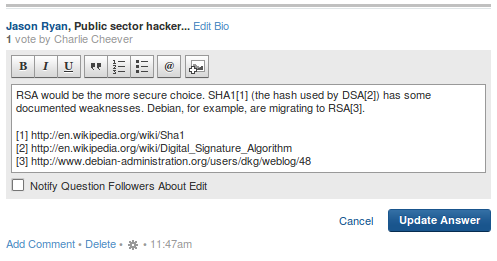 Jason Ryan, Public sector hacker... Edit Bio
1 vote by Charlie Cheever
B I U @
RSA would be the more secure choice. SHA1[1] (the hash used by DSA[2]) has some
documented weaknesses. Debian, for example, are migrating to RSA[3].
[1] http://en.wikipedia.org/wiki/Sha1
[2] http://en.wikipedia.org/wiki/Digital_Signature_Algorithm
[3] http://www.debian-administration.org/users/dkg/weblog/48
Notify Question Followers About Edit
Cancel Update Answer
Add Comment • Delete • • 11:47am